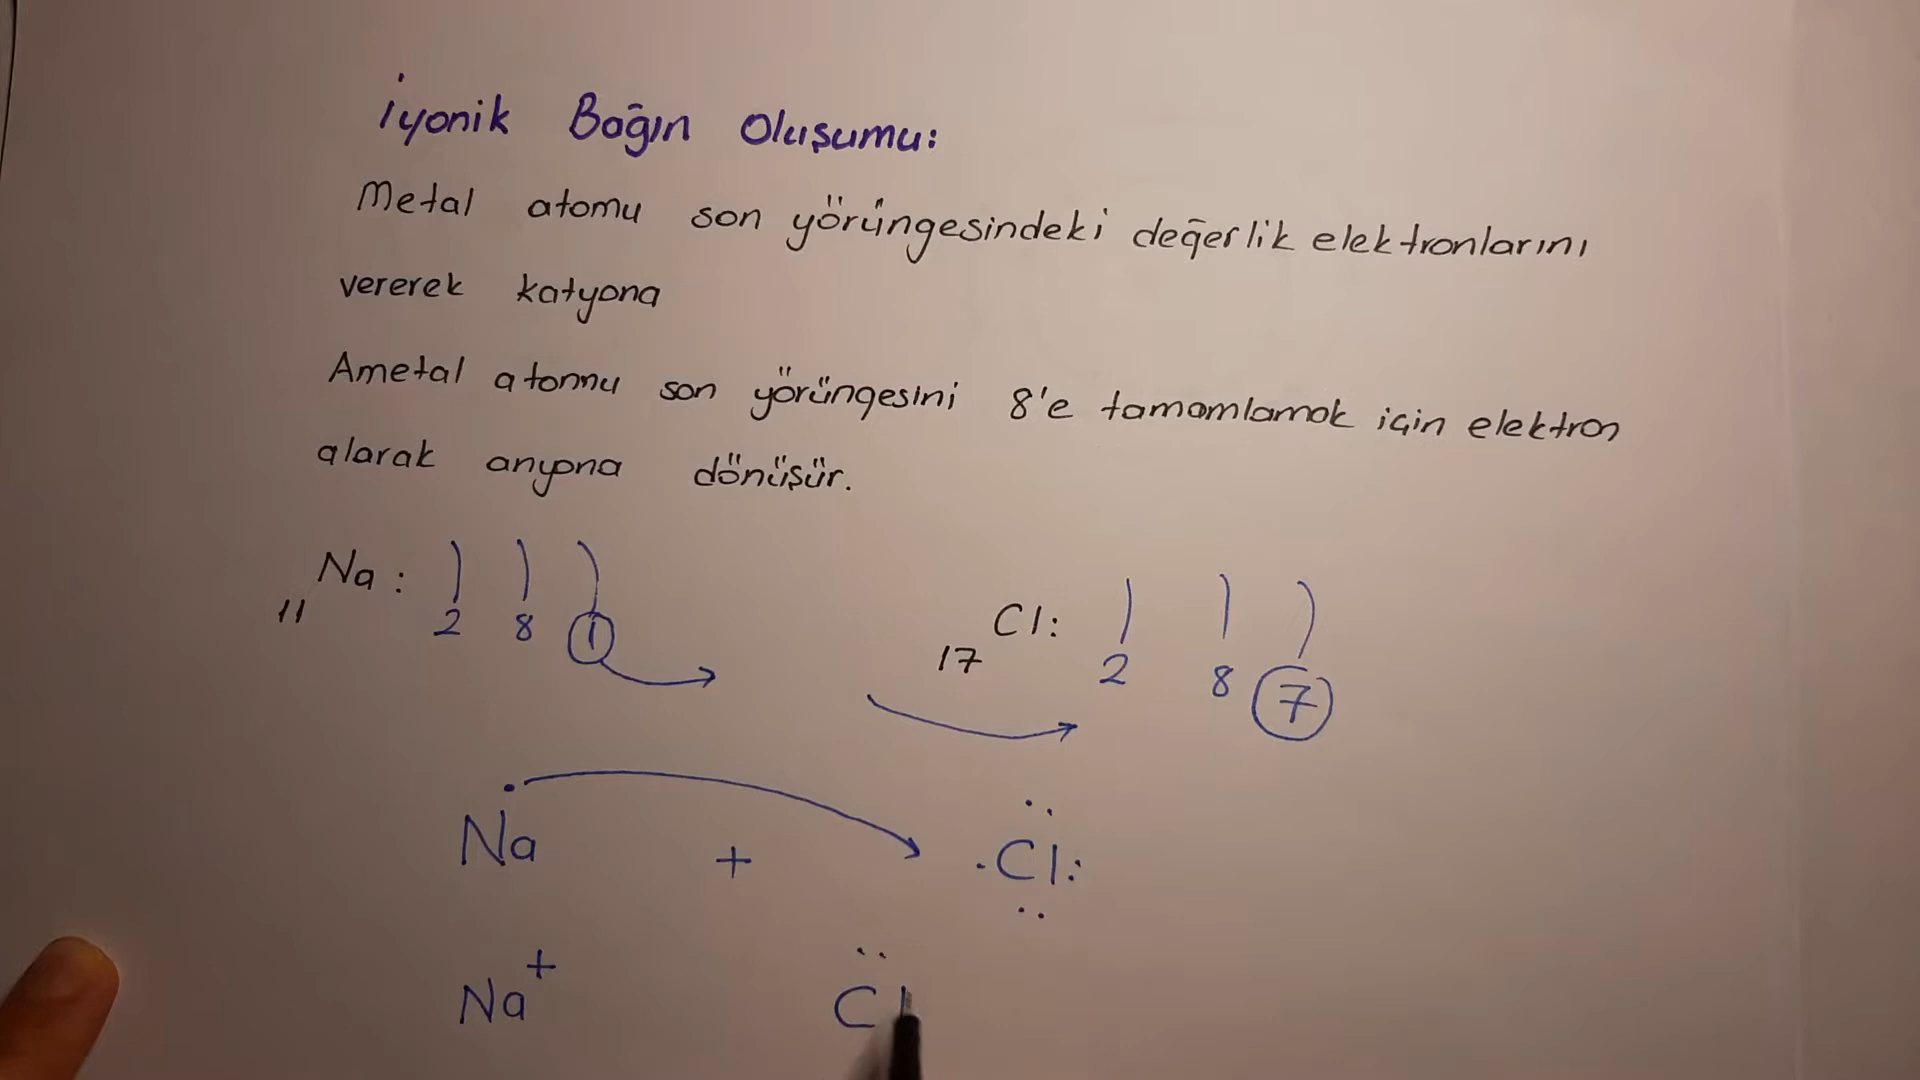 İyonik Bağın Oluşumu:
Metal atomu son yörüngesindeki değerlik elektronlarını
vererek katyona
Ametal atomu son yörüngesini 8'e tamamlamak için elektron
alarak anyona dönüşür.
11Na: ) ) )
2 8 1
17Cl: ) ) )
2 8 7
Na + Cl
Na+ Cl